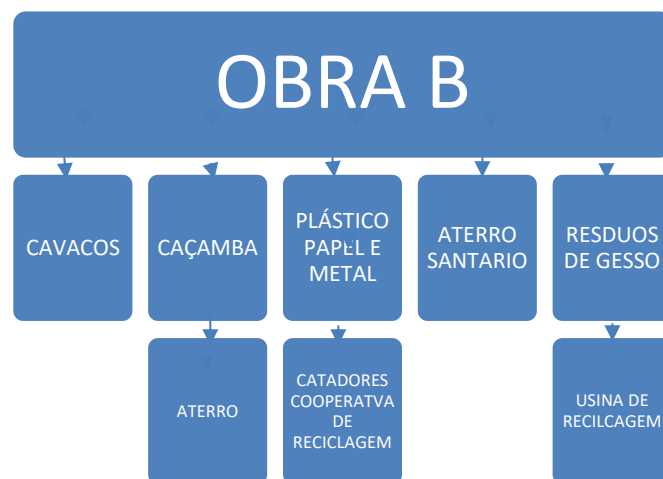 OBRA B
CAVACOS
CAÇAMBA
PLÁSTICO
PAPEL E
METAL
ATERRO
SANTARIO
RESDUOS
DE GESSO
ATERRO
CATADORES
COOPERATVA
DE
RECICLAGEM
USINA DE
RECILCAGEM